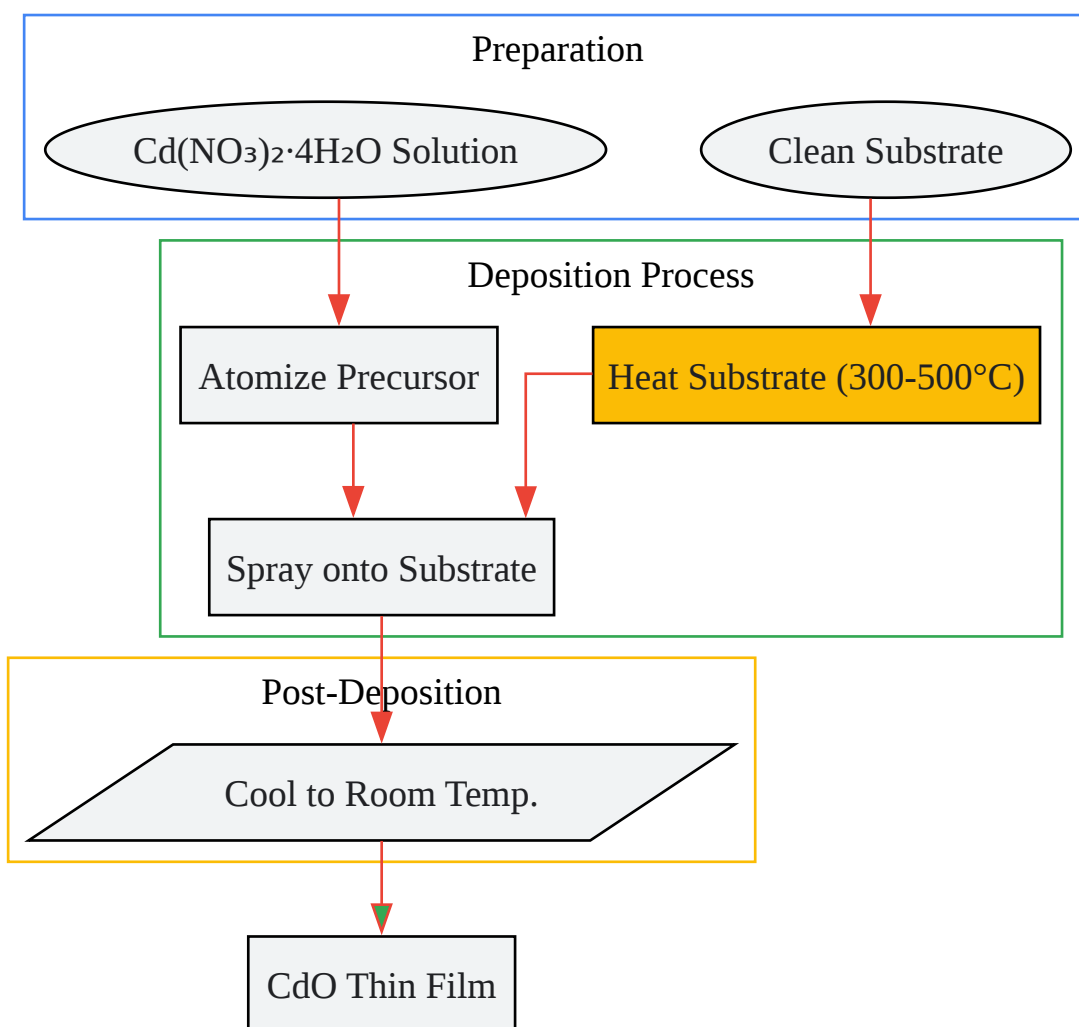 Preparation
Cd(NO₃)₂·4H₂O Solution
Clean Substrate
Deposition Process
Atomize Precursor
Heat Substrate (300-500°C)
Spray onto Substrate
Post-Deposition
Cool to Room Temp.
CdO Thin Film